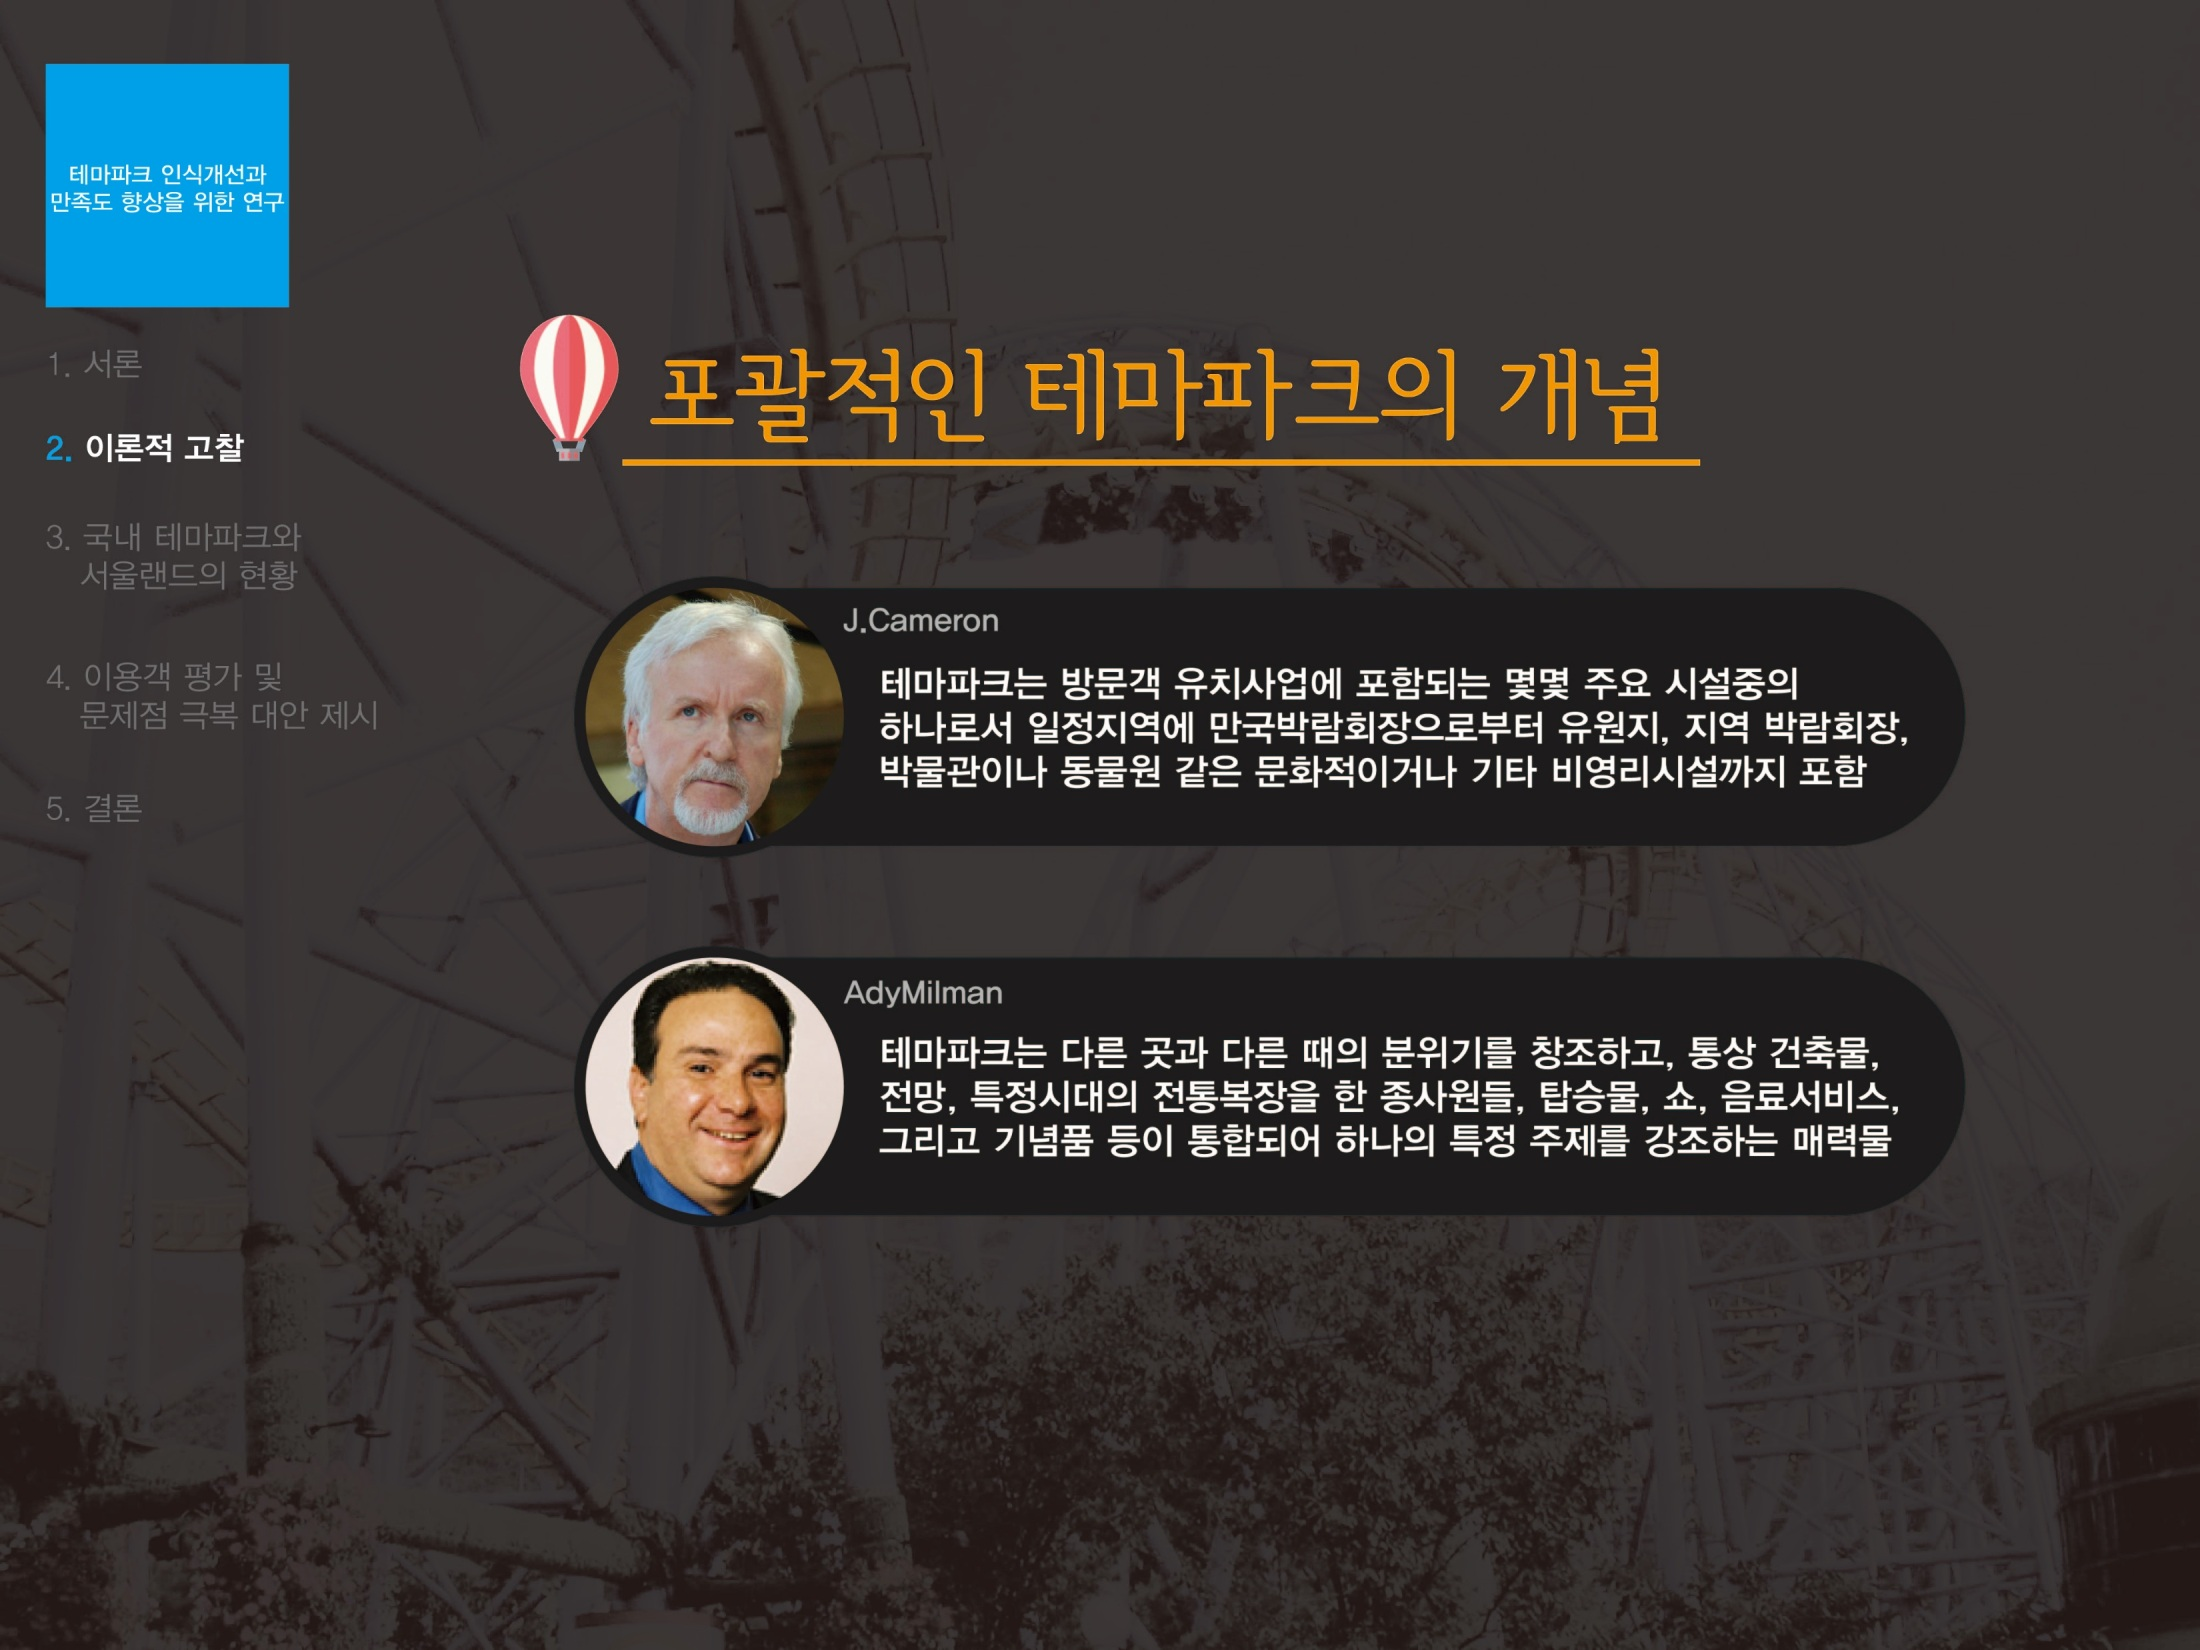 테마파크 인식개선과
만족도 향상을 위한 연구
1. 서론
2. 이론적 고찰
3. 국내 테마파크와
서울랜드의 현황
4. 이용객 평가 및
문제점 극복 대안 제시
5. 결론
포괄적인 테마파크의 개념
J.Cameron
테마파크는 방문객 유치사업에 포함되는 몇몇 주요 시설중의
하나로서 일정지역에 만국박람회장으로부터 유원지, 지역 박람회장,
박물관이나 동물원 같은 문화적이거나 기타 비영리시설까지 포함
AdyMilman
테마파크는 다른 곳과 다른 때의 분위기를 창조하고, 통상 건축물,
전망, 특정시대의 전통복장을 한 종사원들, 탑승물, 쇼, 음료서비스,
그리고 기념품 등이 통합되어 하나의 특정 주제를 강조하는 매력물